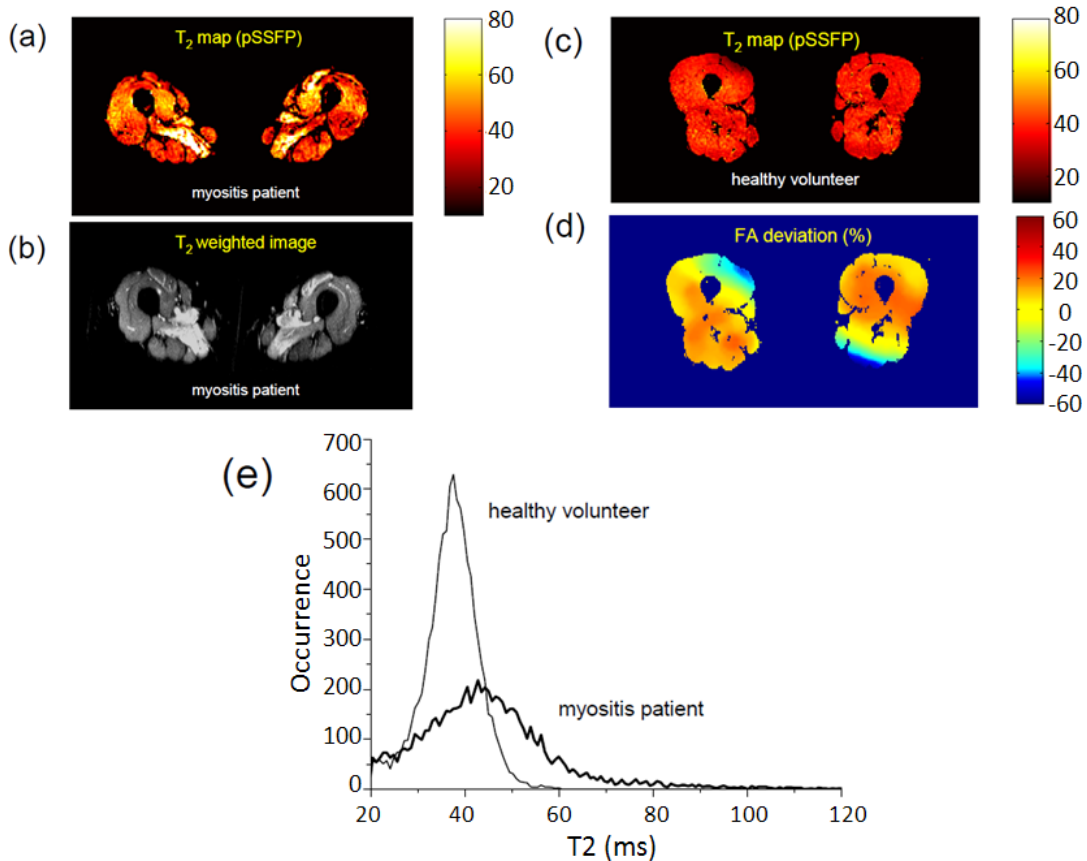 (a)
T2 map (pSSFP)
myositis patient
80
60
40
20
(b)
T2 weighted image
myositis patient
(c)
T2 map (pSSFP)
healthy volunteer
80
60
40
20
(d)
FA deviation (%)
60
40
20
0
-20
-40
-60
(e)
Occurrence
700
600
500
400
300
200
100
0
healthy volunteer
myositis patient
20 40 60 80 100 120
T2 (ms)